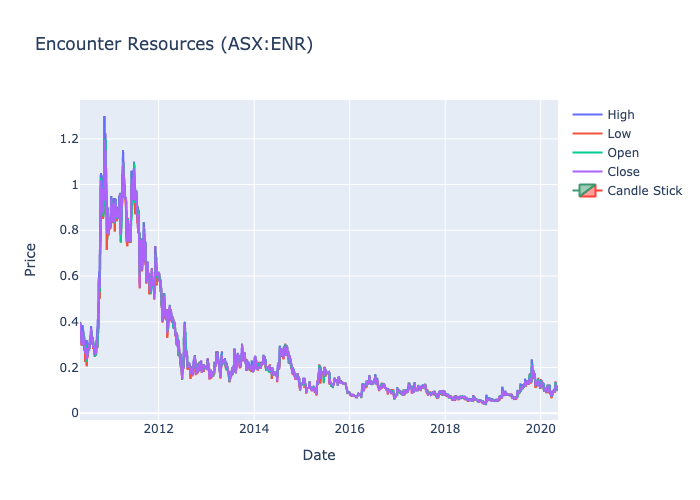 Encounter Resources (ASX:ENR)
High
Low
Open
Close
Candle Stick
1.2
1
0.8
0.6
0.4
0.2
0
Price
2012
2014
2016
2018
2020
Date